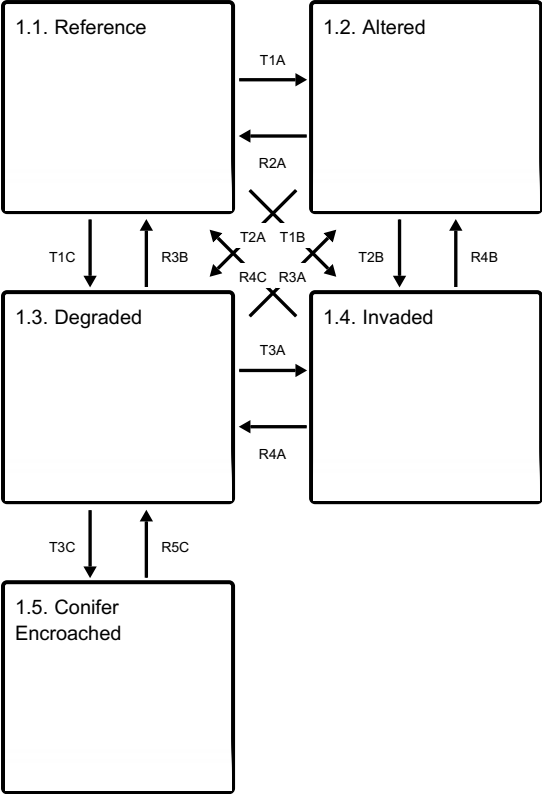 1.1. Reference
1.2. Altered
T1A
R2A
T2A
T1B
T1C
R3B
T2B
R4B
R4C
R3A
1.3. Degraded
1.4. Invaded
T3A
R4A
T3C
R5C
1.5. Conifer
Encroached